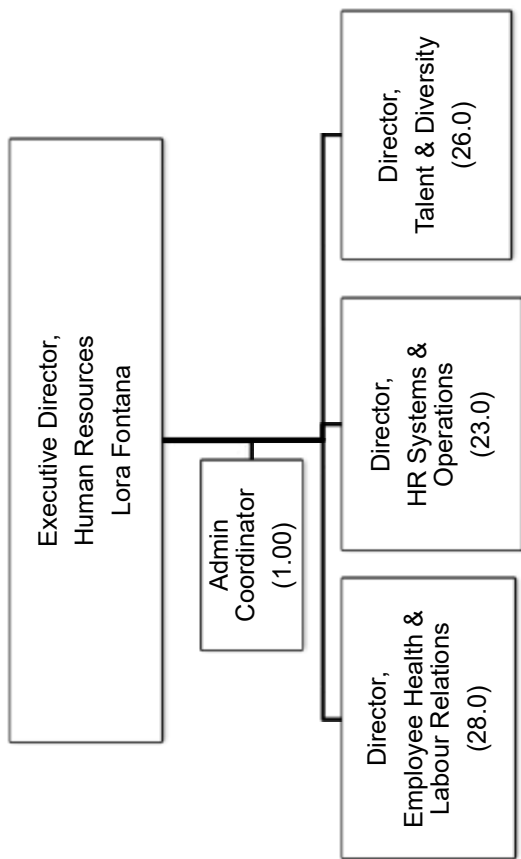 Executive Director,
Human Resources
Lora Fontana
Admin
Coordinator
(1.00)
Director,
Employee Health &
Labour Relations
(28.0)
Director,
HR Systems &
Operations
(23.0)
Director,
Talent & Diversity
(26.0)